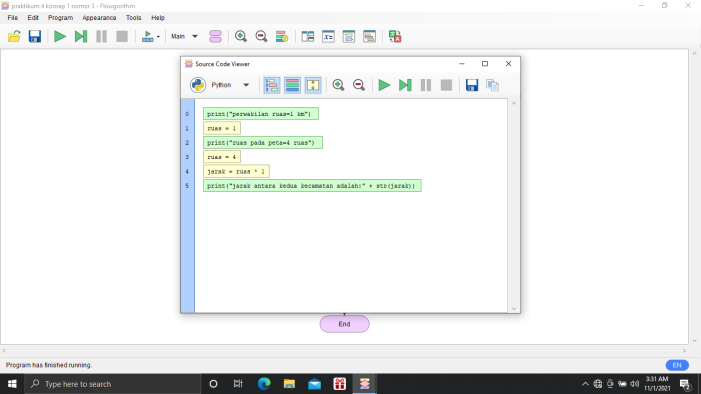 praktikum 4 konsep 1 nomor 3 - Flowgorithm
File Edit Program Appearance Tools Help
Main
Source Code Viewer
Python
0 print("perwakilan ruas=1 km")
1 ruas = 1
2 print("ruas pada peta=4 ruas")
3 ruas = 4
4 jarak = ruas * 1
5 print("jarak antara kedua kecamatan adalah:" + str(jarak))
End
Program has finished running.
EN
Type here to search
3:31 AM
11/1/2021
2